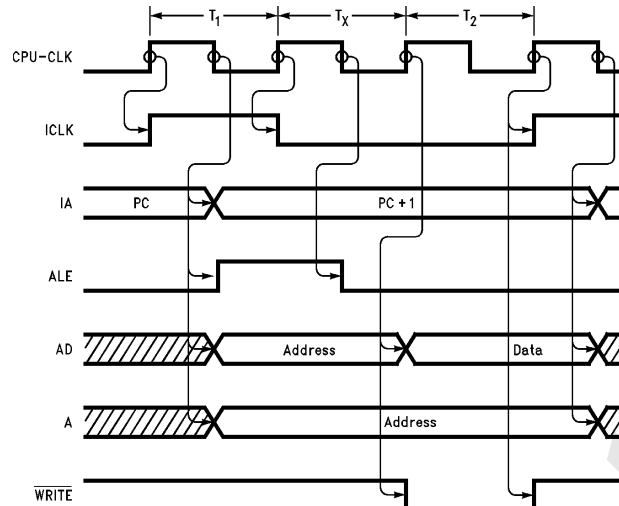 T1 TX T2
CPU-CLK
ICLK
IA PC PC + 1
ALE
AD Address Data
A Address
WRITE